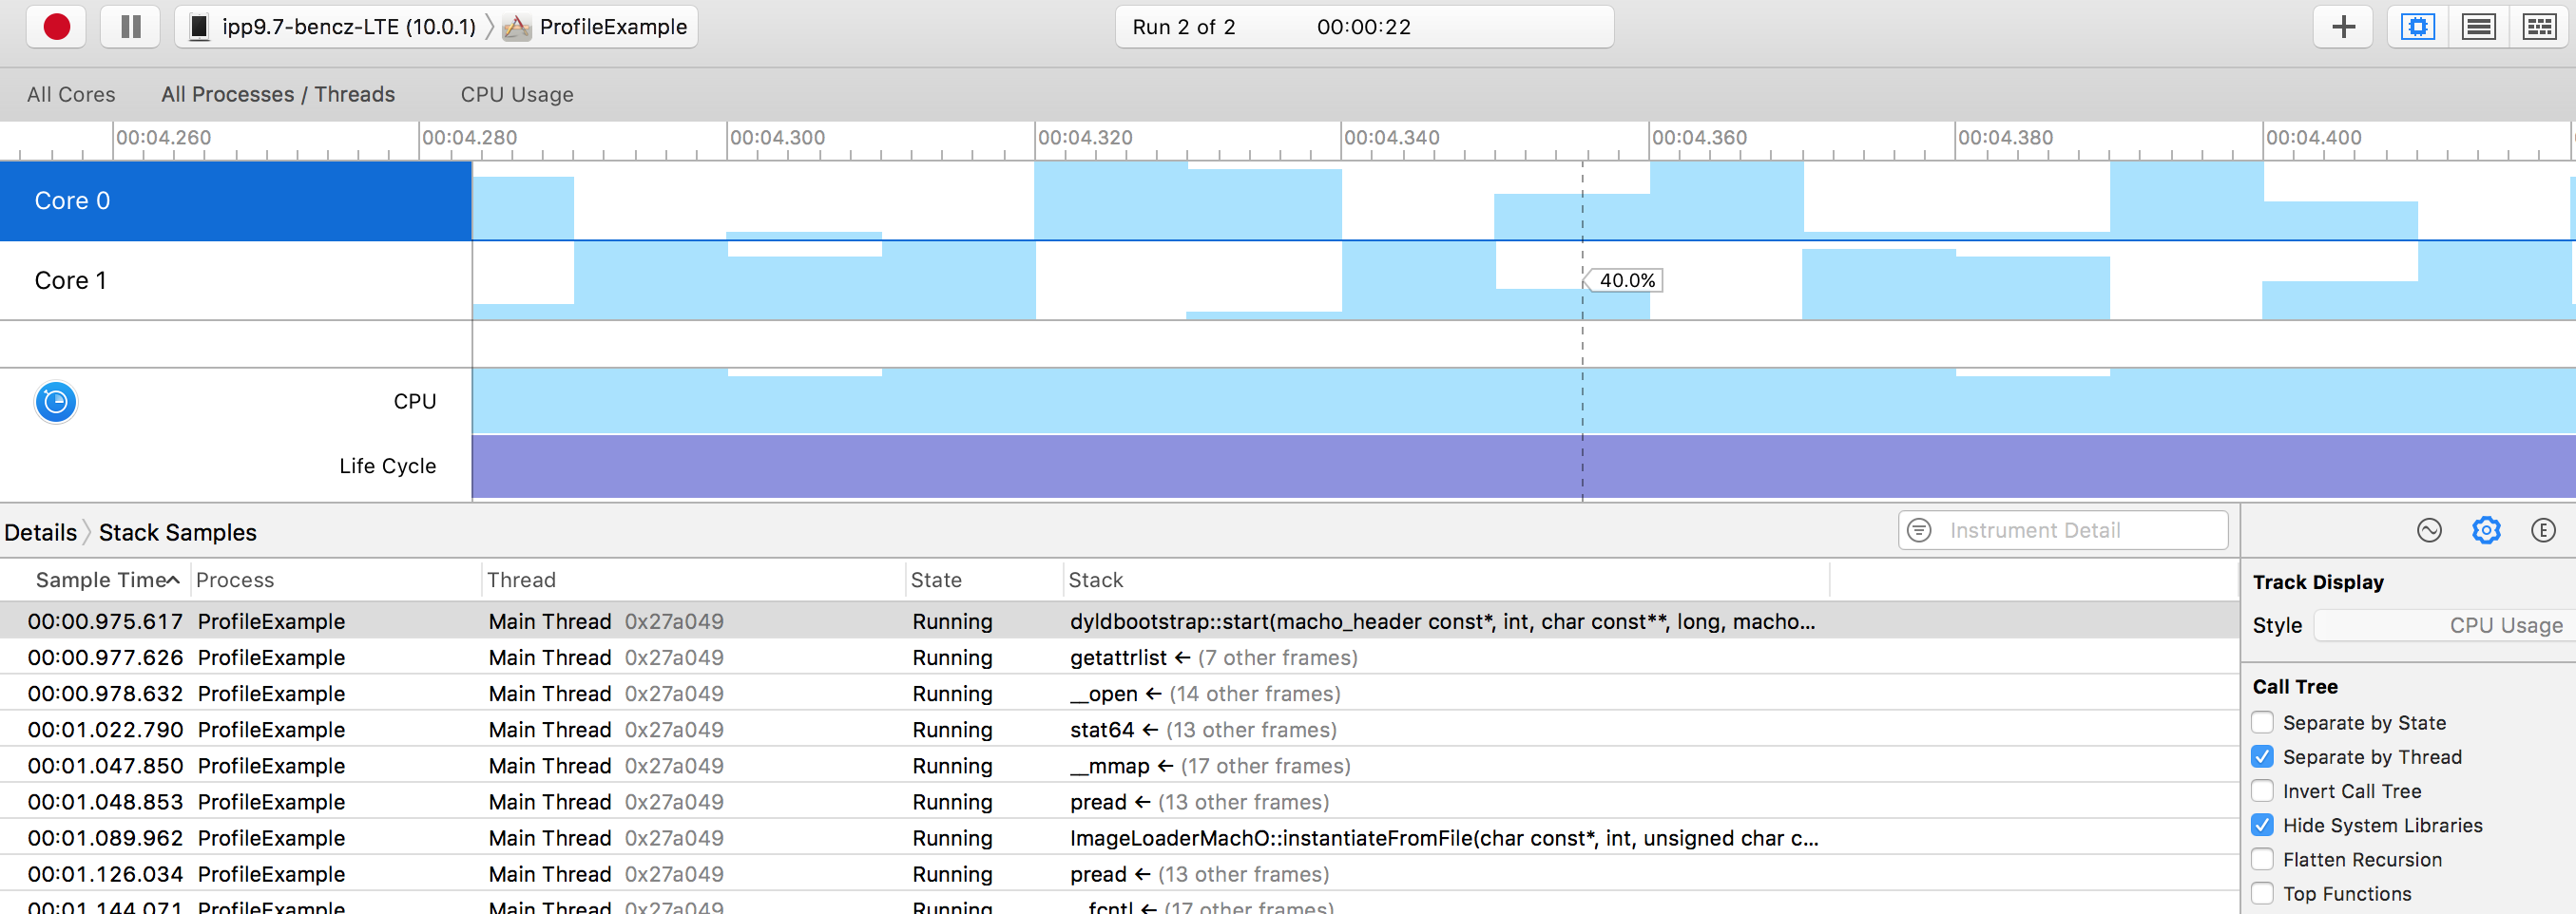 ipp9.7-bencz-LTE (10.0.1) ProfileExample Run 2 of 2 00:00:22
All Cores All Processes / Threads CPU Usage
00:04.260 00:04.280 00:04.300 00:04.320 00:04.340 00:04.360 00:04.380 00:04.400
Core 0
Core 1 40.0%
CPU
Life Cycle
Details Stack Samples Instrument Detail E
Sample Time Process Thread State Stack
00:00.975.617 ProfileExample Main Thread 0x27a049 Running dyldbootstrap::start(macho_header const*, int, char const**, long, macho...
00:00.977.626 ProfileExample Main Thread 0x27a049 Running getattrlist ← (7 other frames)
00:00.978.632 ProfileExample Main Thread 0x27a049 Running __open ← (14 other frames)
00:01.022.790 ProfileExample Main Thread 0x27a049 Running stat64 ← (13 other frames)
00:01.047.850 ProfileExample Main Thread 0x27a049 Running __mmap ← (17 other frames)
00:01.048.853 ProfileExample Main Thread 0x27a049 Running pread ← (13 other frames)
00:01.089.962 ProfileExample Main Thread 0x27a049 Running ImageLoaderMachO::instantiateFromFile(char const*, int, unsigned char c...
00:01.126.034 ProfileExample Main Thread 0x27a049 Running pread ← (13 other frames)
00:01.144.071 ProfileExample Main Thread 0x27a049 Running __fcntl ← (17 other frames)
Track Display
Style CPU Usage
Call Tree
Separate by State
Separate by Thread
Invert Call Tree
Hide System Libraries
Flatten Recursion
Top Functions